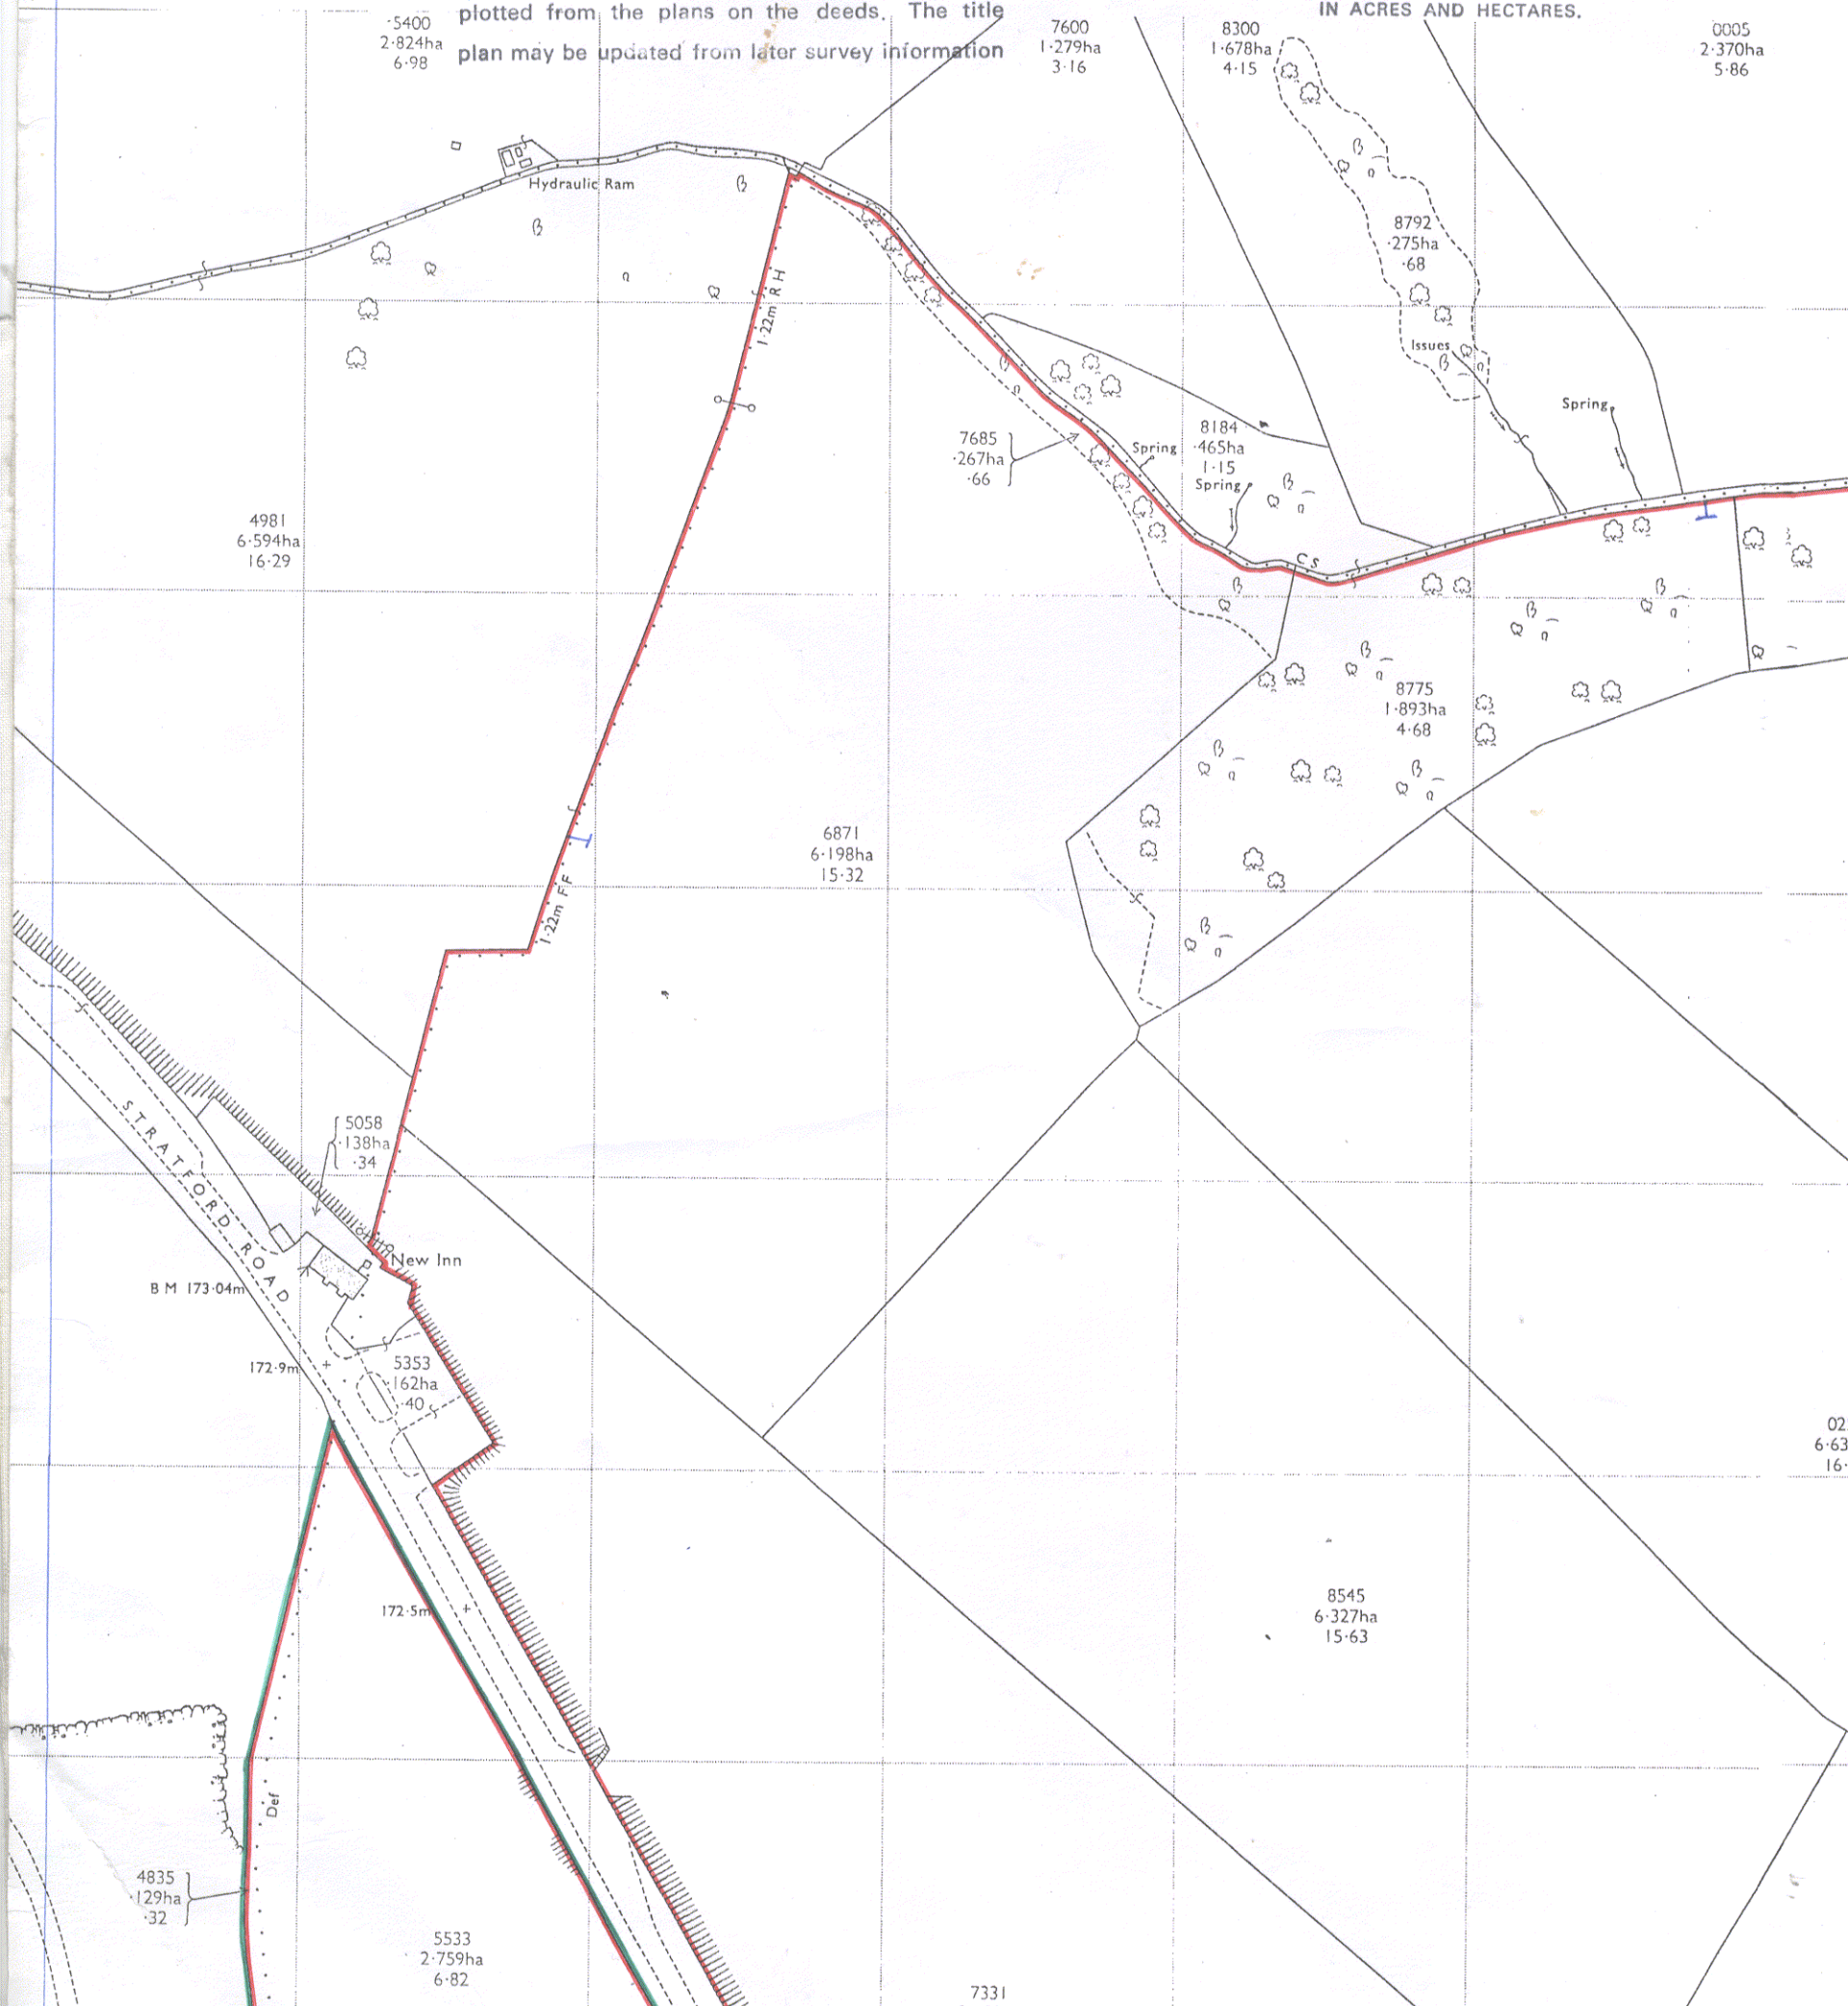 plotted from the plans on the deeds. The title
plan may be updated from later survey information
IN ACRES AND HECTARES.
·5400
2·824ha
6·98
7600
1·279ha
3·16
8300
1·678ha
4·15
0005
2·370ha
5·86
Hydraulic Ram
8792
·275ha
·68
1·22m R H
Issues
Spring
7685
·267ha
·66
Spring
8184
·465ha
1·15
Spring
4981
6·594ha
16·29
C S
8775
1·893ha
4·68
6871
6·198ha
15·32
1·22m F F
5058
·138ha
·34
STRATFORD ROAD
New Inn
B M 173·04m
172·9m
5353
·162ha
·40
02
6·63
16·
172·5m
8545
6·327ha
15·63
Def
4835
·129ha
·32
5533
2·759ha
6·82
7331